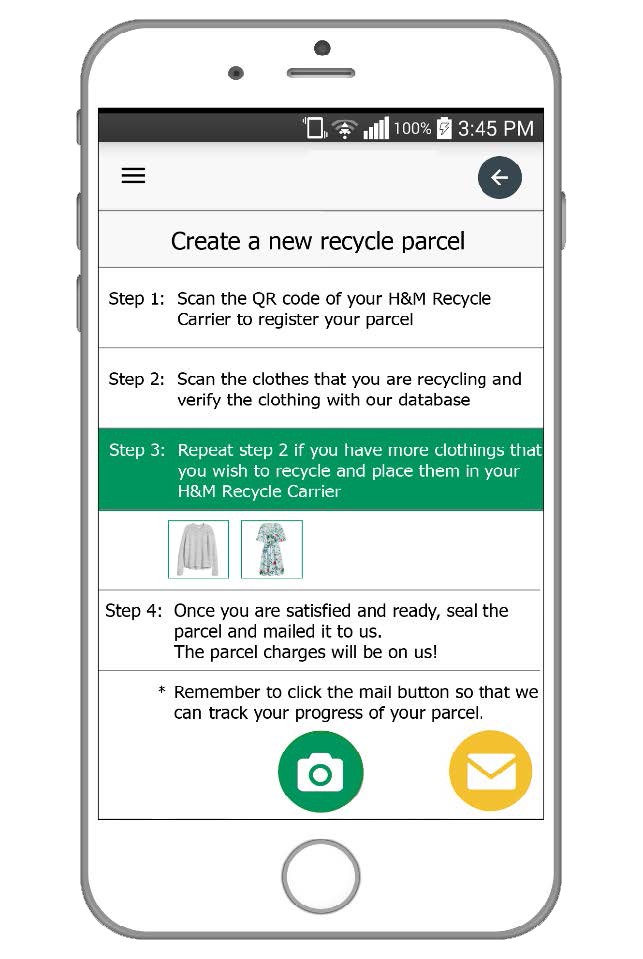 100% 3:45 PM
Create a new recycle parcel
Step 1: Scan the QR code of your H&M Recycle
Carrier to register your parcel
Step 2: Scan the clothes that you are recycling and
verify the clothing with our database
Step 3: Repeat step 2 if you have more clothings that
you wish to recycle and place them in your
H&M Recycle Carrier
Step 4: Once you are satisfied and ready, seal the
parcel and mailed it to us.
The parcel charges will be on us!
* Remember to click the mail button so that we
can track your progress of your parcel.